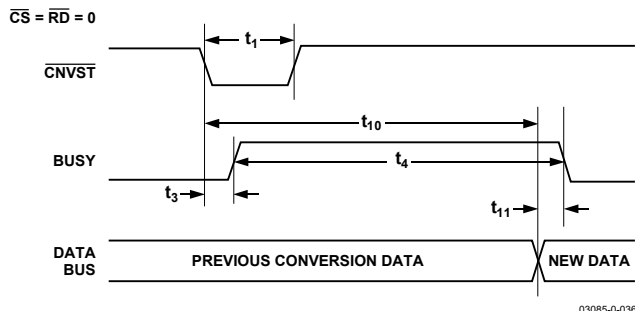 CS = RD = 0
t1
CNVST
t10
BUSY
t4
t3
t11
DATA
BUS
PREVIOUS CONVERSION DATA
NEW DATA
03085-0-036